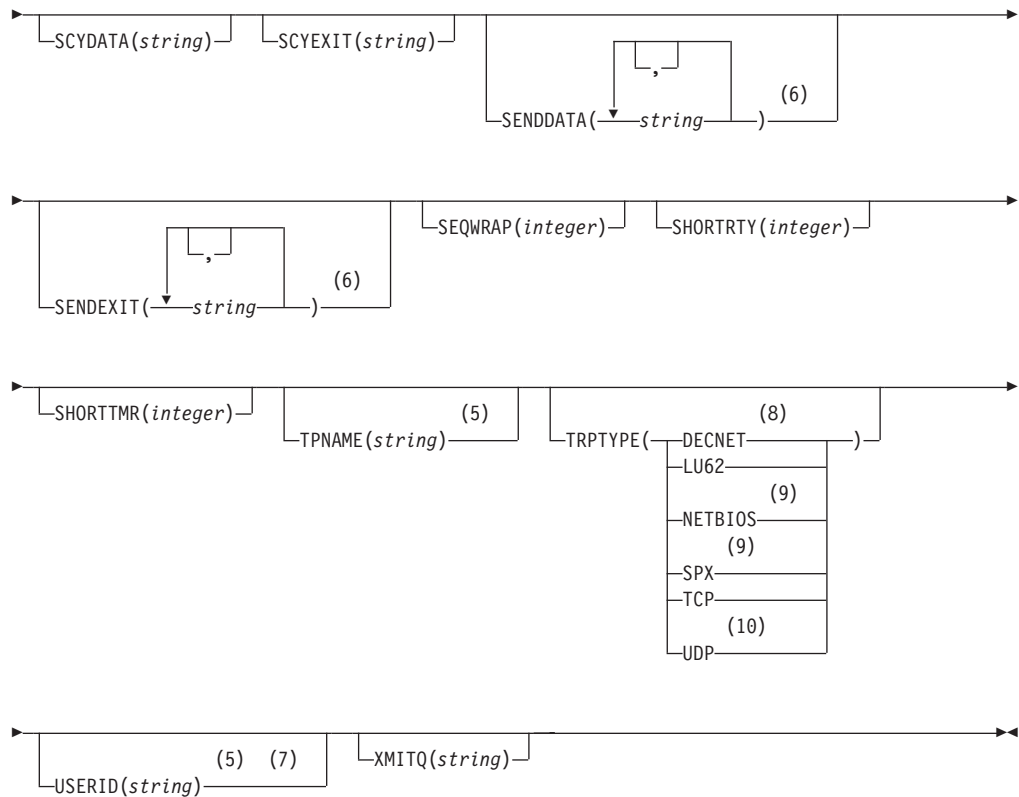 SCYDATA(string) SCYEXIT(string)
,
(6)
SENDDATA( string )
SEQWRAP(integer) SHORTRTY(integer)
,
(6)
SENDEXIT( string )
SHORTTMR(integer)
(5)
TPNAME(string)
(8)
TRPTYPE( DECNET )
LU62
(9)
NETBIOS
(9)
SPX
TCP
(10)
UDP
XMITQ(string)
(5) (7)
USERID(string)